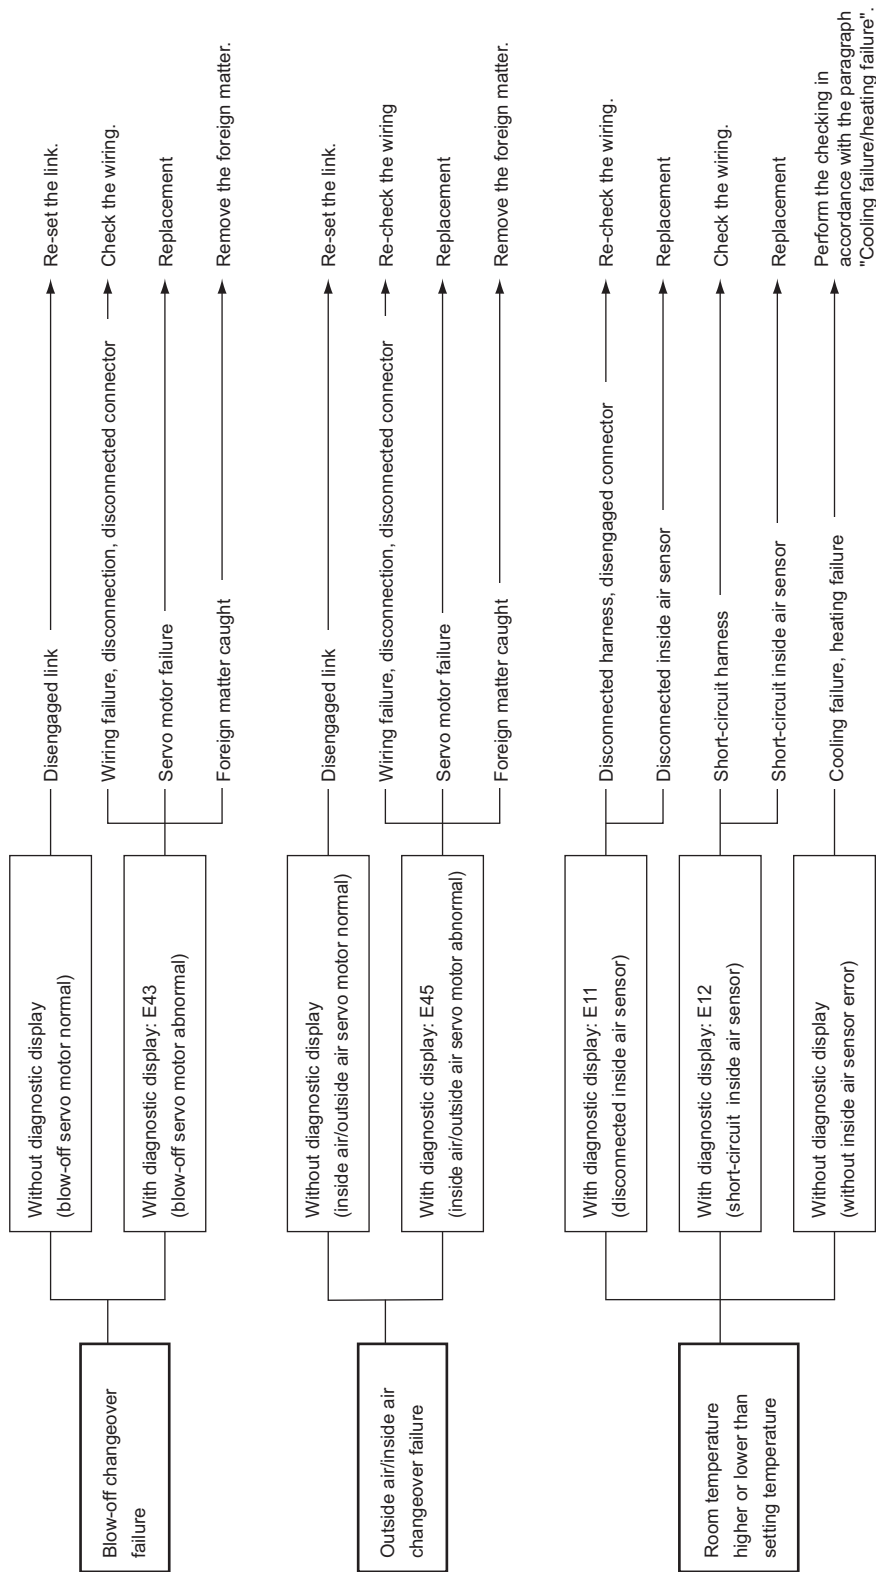 Blow-off changeover
failure
Without diagnostic display
(blow-off servo motor normal)
Disengaged link
Re-set the link.
With diagnostic display: E43
(blow-off servo motor abnormal)
Wiring failure, disconnection, disconnected connector
Check the wiring.
Servo motor failure
Replacement
Foreign matter caught
Remove the foreign matter.
Outside air/inside air
changeover failure
Without diagnostic display
(inside air/outside air servo motor normal)
Disengaged link
Re-set the link.
With diagnostic display: E45
(inside air/outside air servo motor abnormal)
Wiring failure, disconnection, disconnected connector
Re-check the wiring
Servo motor failure
Replacement
Foreign matter caught
Remove the foreign matter.
Room temperature
higher or lower than
setting temperature
With diagnostic display: E11
(disconnected inside air sensor)
Disconnected harness, disengaged connector
Re-check the wiring.
Disconnected inside air sensor
Replacement
With diagnostic display: E12
(short-circuit inside air sensor)
Short-circuit harness
Check the wiring.
Short-circuit inside air sensor
Replacement
Without diagnostic display
(without inside air sensor error)
Cooling failure, heating failure
Perform the checking in
accordance with the paragraph
"Cooling failure/heating failure".